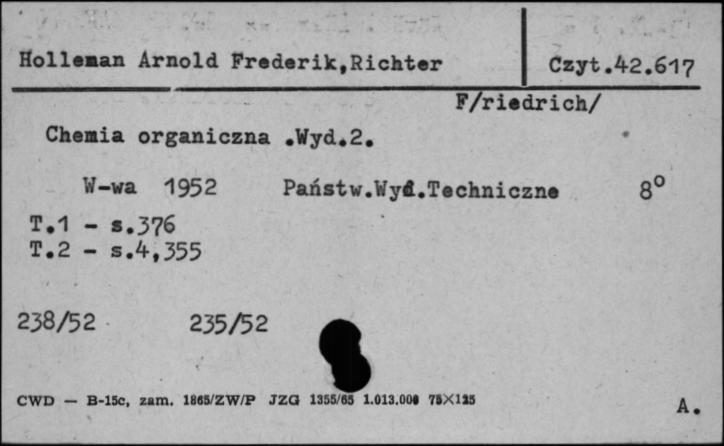 Holleman Arnold Frederik,Richter Czyt.42.617
F/riedrich/
Chemia organiczna .Wyd.2.
W-wa 1952 Państw.Wyd.Techniczne 8°
T.1 - s.376
T.2 - s.4,355
238/52 235/52
CWD — B-15c, zam. 1865/ZW/P JZG 1355/65 1.013.000 75×125
A.